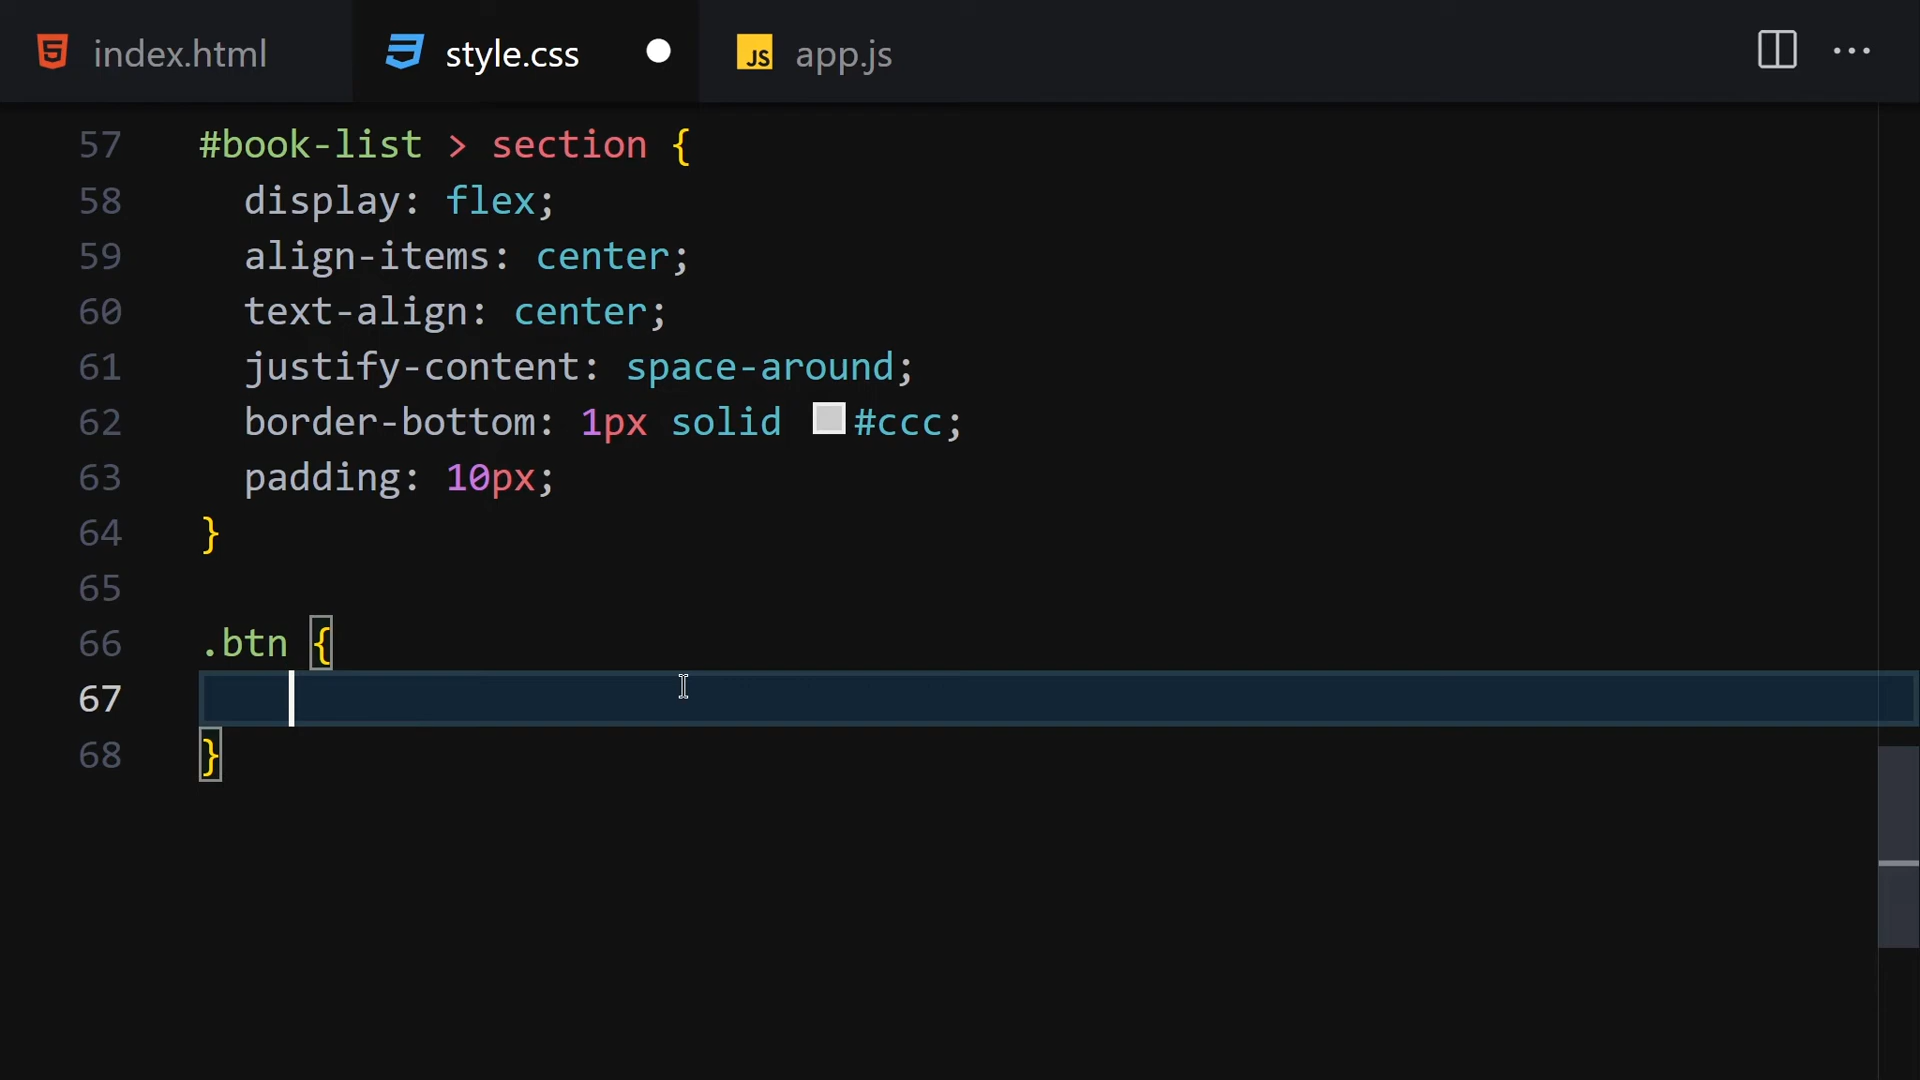 index.html style.css JS app.js
57 #book-list > section {
58 display: flex;
59 align-items: center;
60 text-align: center;
61 justify-content: space-around;
62 border-bottom: 1px solid #ccc;
63 padding: 10px;
64 }
65
66 .btn {
67
68 }